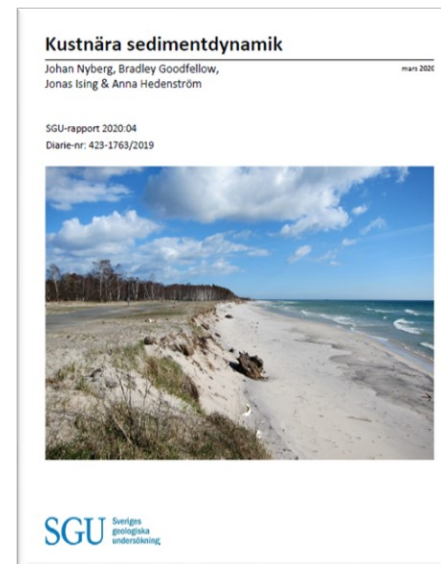 Kustnära sedimentdynamik
Johan Nyberg, Bradley Goodfellow,
mars 2020
Jonas Ising & Anna Hedenström
SGU-rapport 2020:04
Diarie-nr: 423-1763/2019
SGU
Sveriges
geologiska
undersökning